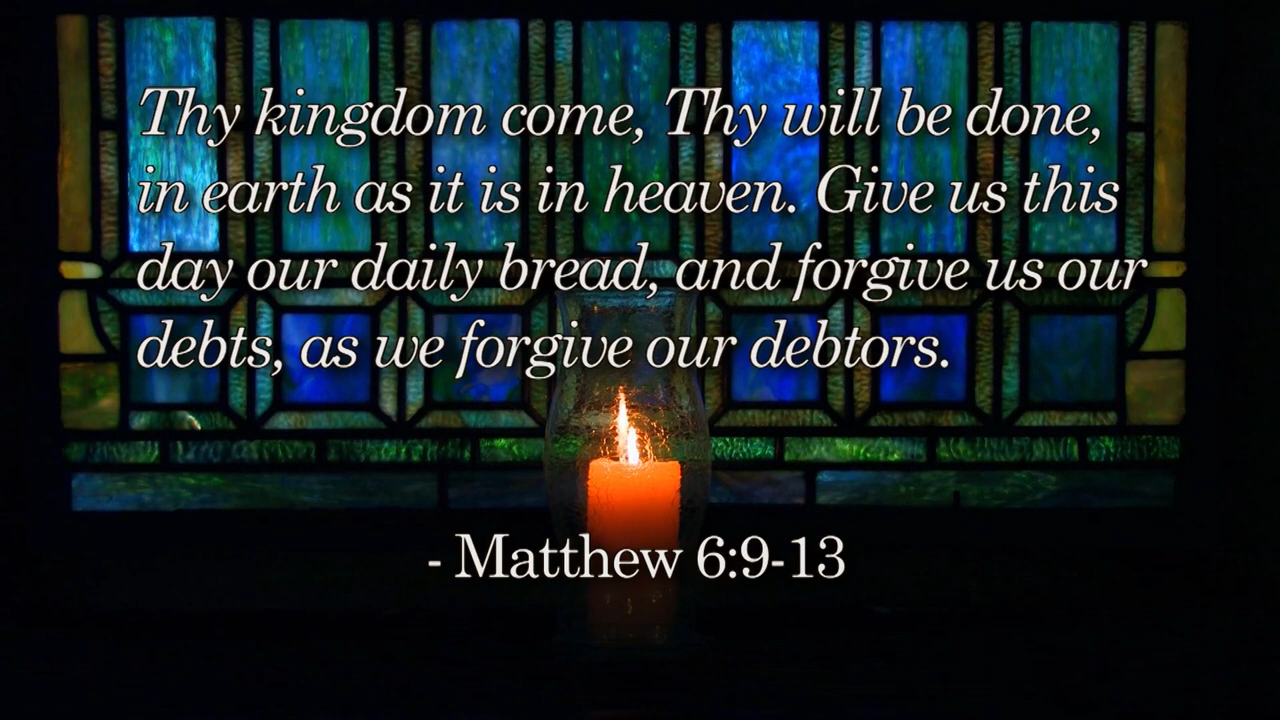 Thy kingdom come, Thy will be done,
in earth as it is in heaven. Give us this
day our daily bread, and forgive us our
debts, as we forgive our debtors.
- Matthew 6:9-13